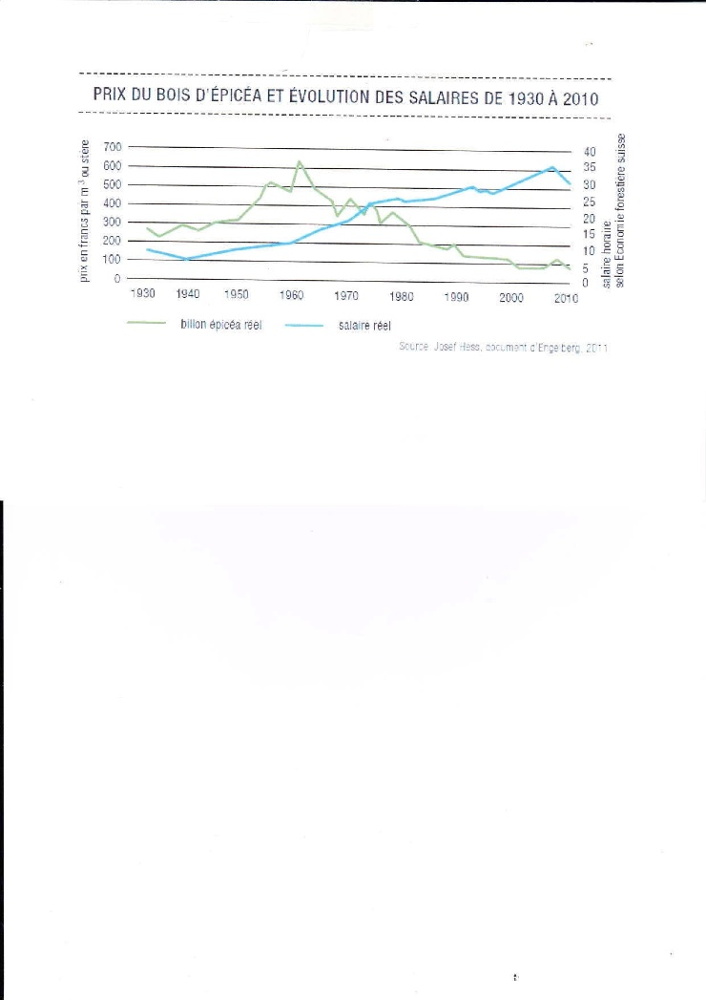 PRIX DU BOIS D'ÉPICÉA ET ÉVOLUTION DES SALAIRES DE 1930 À 2010
prix en francs par m³ ou stère
700
600
500
400
300
200
100
0
40
35
30
25
20
15
10
5
0
salaire horaire
selon Economie forestière suisse
1930 1940 1950 1960 1970 1980 1990 2000 2010
billon épicéa réel salaire réel
Source: Josef Hess, document d'Engelberg, 2011